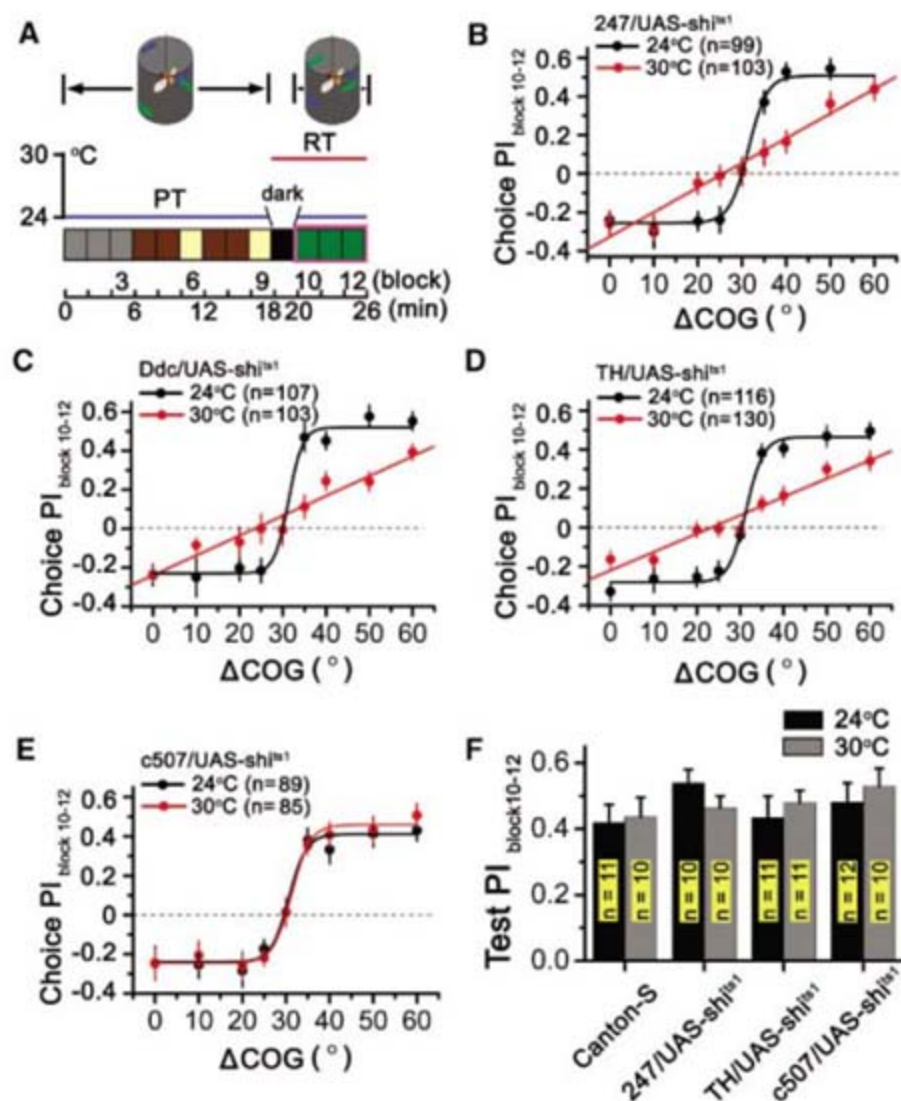 A
30
°C
RT
dark
PT
24
3 6 9 10 12 (block)
0 6 12 18 20 26 (min)
B
247/UAS-shi^ts1
24°C (n=99)
30°C (n=103)
Choice PI block 10-12
0.6
0.4
0.2
0
-0.2
-0.4
0 10 20 30 40 50 60
ΔCOG (°)
C
Ddc/UAS-shi^ts1
24°C (n=107)
30°C (n=103)
Choice PI block 10-12
0.6
0.4
0.2
0
-0.2
-0.4
0 10 20 30 40 50 60
ΔCOG (°)
D
TH/UAS-shi^ts1
24°C (n=116)
30°C (n=130)
Choice PI block 10-12
0.6
0.4
0.2
0
-0.2
-0.4
0 10 20 30 40 50 60
ΔCOG (°)
E
c507/UAS-shi^ts1
24°C (n=89)
30°C (n=85)
Choice PI block 10-12
0.6
0.4
0.2
0
-0.2
-0.4
0 10 20 30 40 50 60
ΔCOG (°)
F
24°C
30°C
Test PI block10-12
0.6
0.4
0.2
0.0
n = 11
n = 10
n = 10
n = 10
n = 11
n = 11
n = 12
n = 10
Canton-S
247/UAS-shi^ts1
TH/UAS-shi^ts1
c507/UAS-shi^ts1